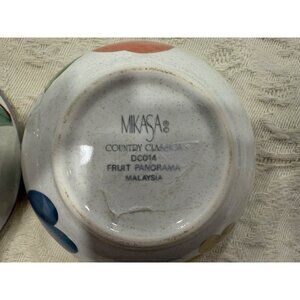 MIKASA®
COUNTRY CLASSICS
DC014
FRUIT PANORAMA
MALAYSIA